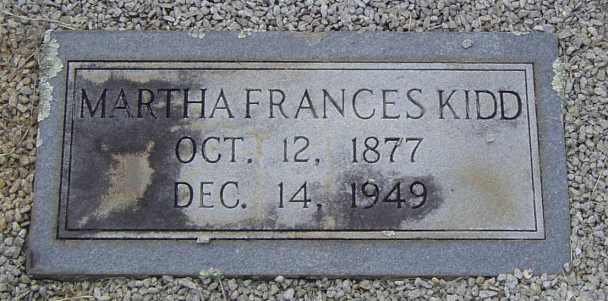 MARTHA FRANCES KIDD
OCT. 12, 1877
DEC. 14, 1949